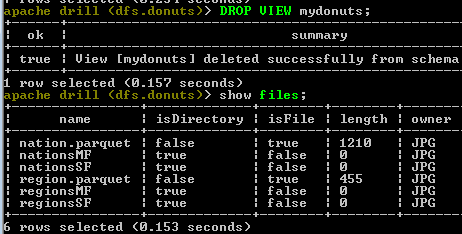 1 rows selected (0.234 seconds)
apache drill (dfs.donuts)> DROP VIEW mydonuts;
ok | summary
true | View [mydonuts] deleted successfully from schema
1 row selected (0.157 seconds)
apache drill (dfs.donuts)> show files;
name | isDirectory | isFile | length | owner
nation.parquet | false | true | 1210 | JPG
nationsMF | true | false | 0 | JPG
nationsSF | true | false | 0 | JPG
region.parquet | false | true | 455 | JPG
regionsMF | true | false | 0 | JPG
regionsSF | true | false | 0 | JPG
6 rows selected (0.153 seconds)